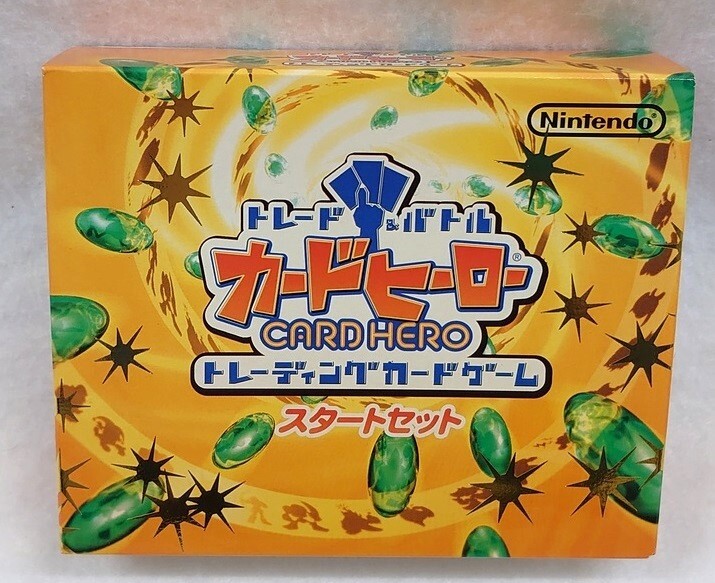 Nintendo®
トレード&バトル
カードヒーロー®
CARD HERO
トレーディングカードゲーム
スタートセット